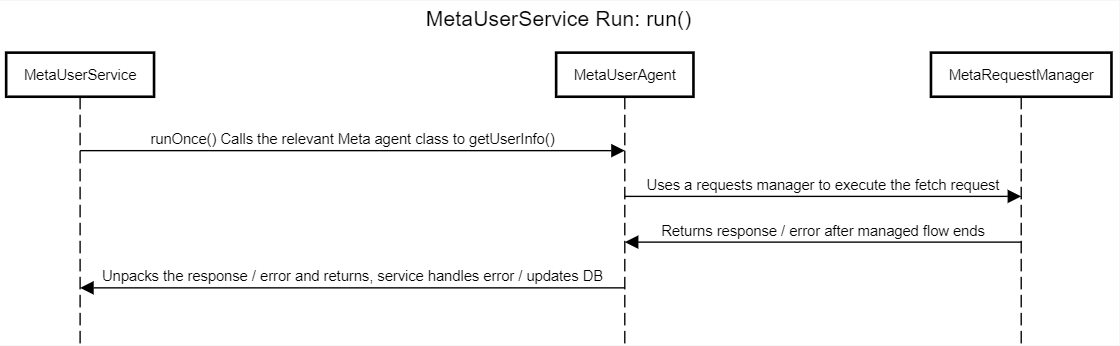 MetaUserService Run: run()
MetaUserService
MetaUserAgent
MetaRequestManager
runOnce() Calls the relevant Meta agent class to getUserInfo()
Uses a requests manager to execute the fetch request
Returns response / error after managed flow ends
Unpacks the response / error and returns, service handles error / updates DB